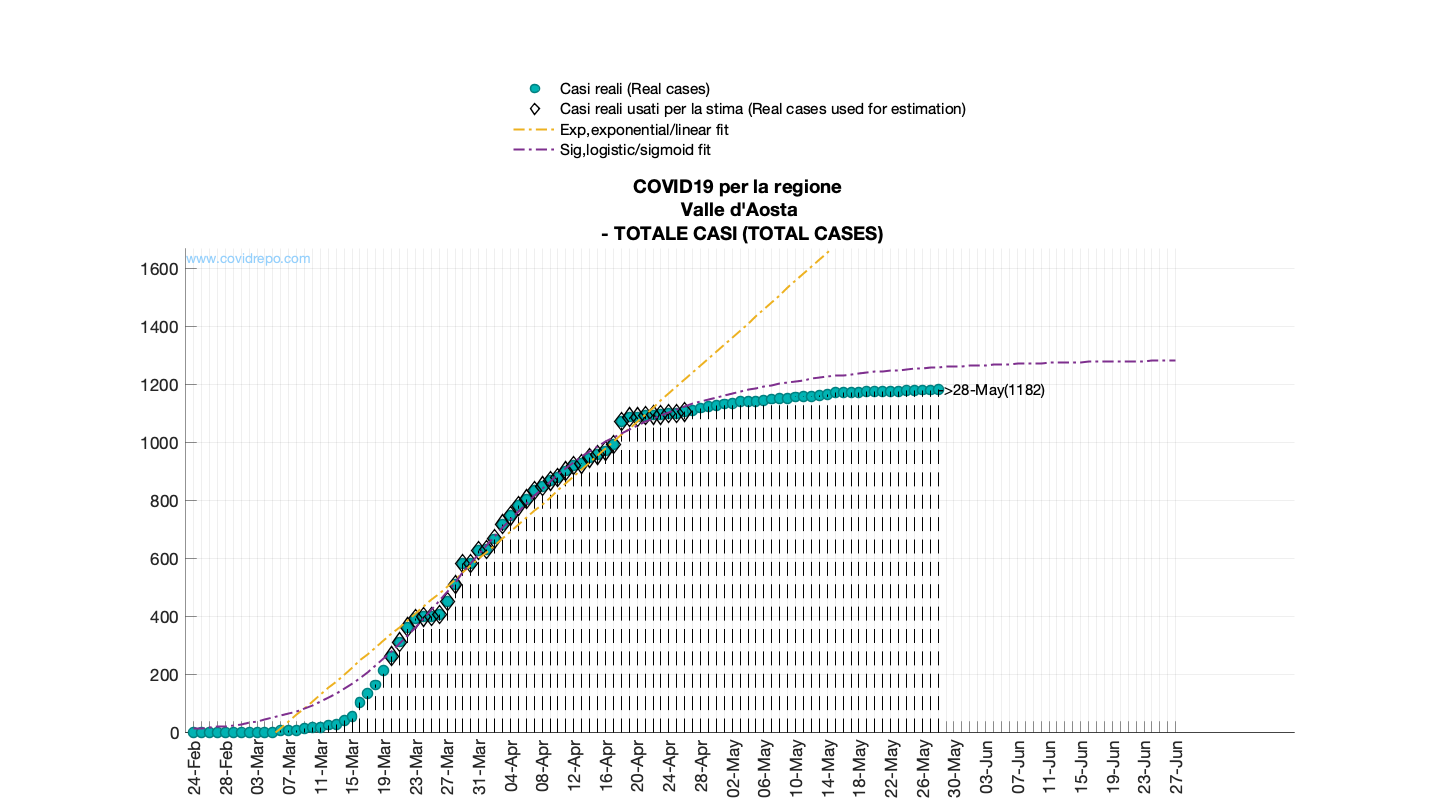 Casi reali (Real cases)
Casi reali usati per la stima (Real cases used for estimation)
Exp,exponential/linear fit
Sig,logistic/sigmoid fit
COVID19 per la regione
Valle d'Aosta
- TOTALE CASI (TOTAL CASES)
www.covidrepo.com
1600
1400
1200
1000
800
600
400
200
0
>28-May(1182)
24-Feb
28-Feb
03-Mar
07-Mar
11-Mar
15-Mar
19-Mar
23-Mar
27-Mar
31-Mar
04-Apr
08-Apr
12-Apr
16-Apr
20-Apr
24-Apr
28-Apr
02-May
06-May
10-May
14-May
18-May
22-May
26-May
30-May
03-Jun
07-Jun
11-Jun
15-Jun
19-Jun
23-Jun
27-Jun